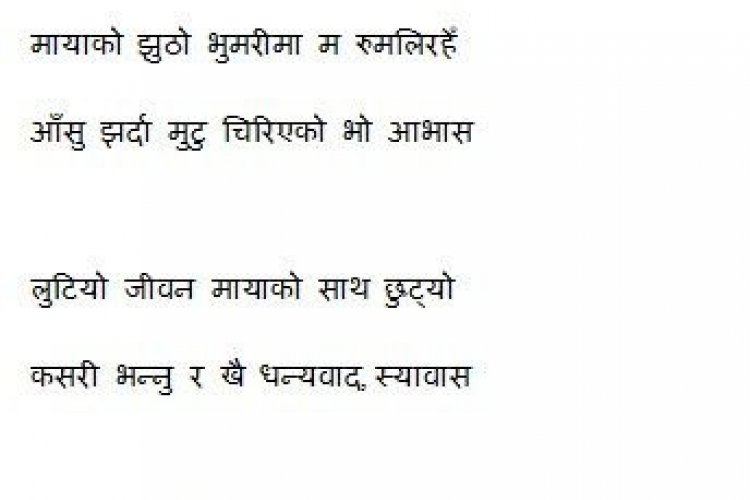 मायाको झुठो भुमरीमा म रुमलिरहेँ
आँसु झर्दा मुटु चिरिएको भो आभास
लुटियो जीवन मायाको साथ छुट्यो
कसरी भन्नु र खै धन्यवाद, स्यावास